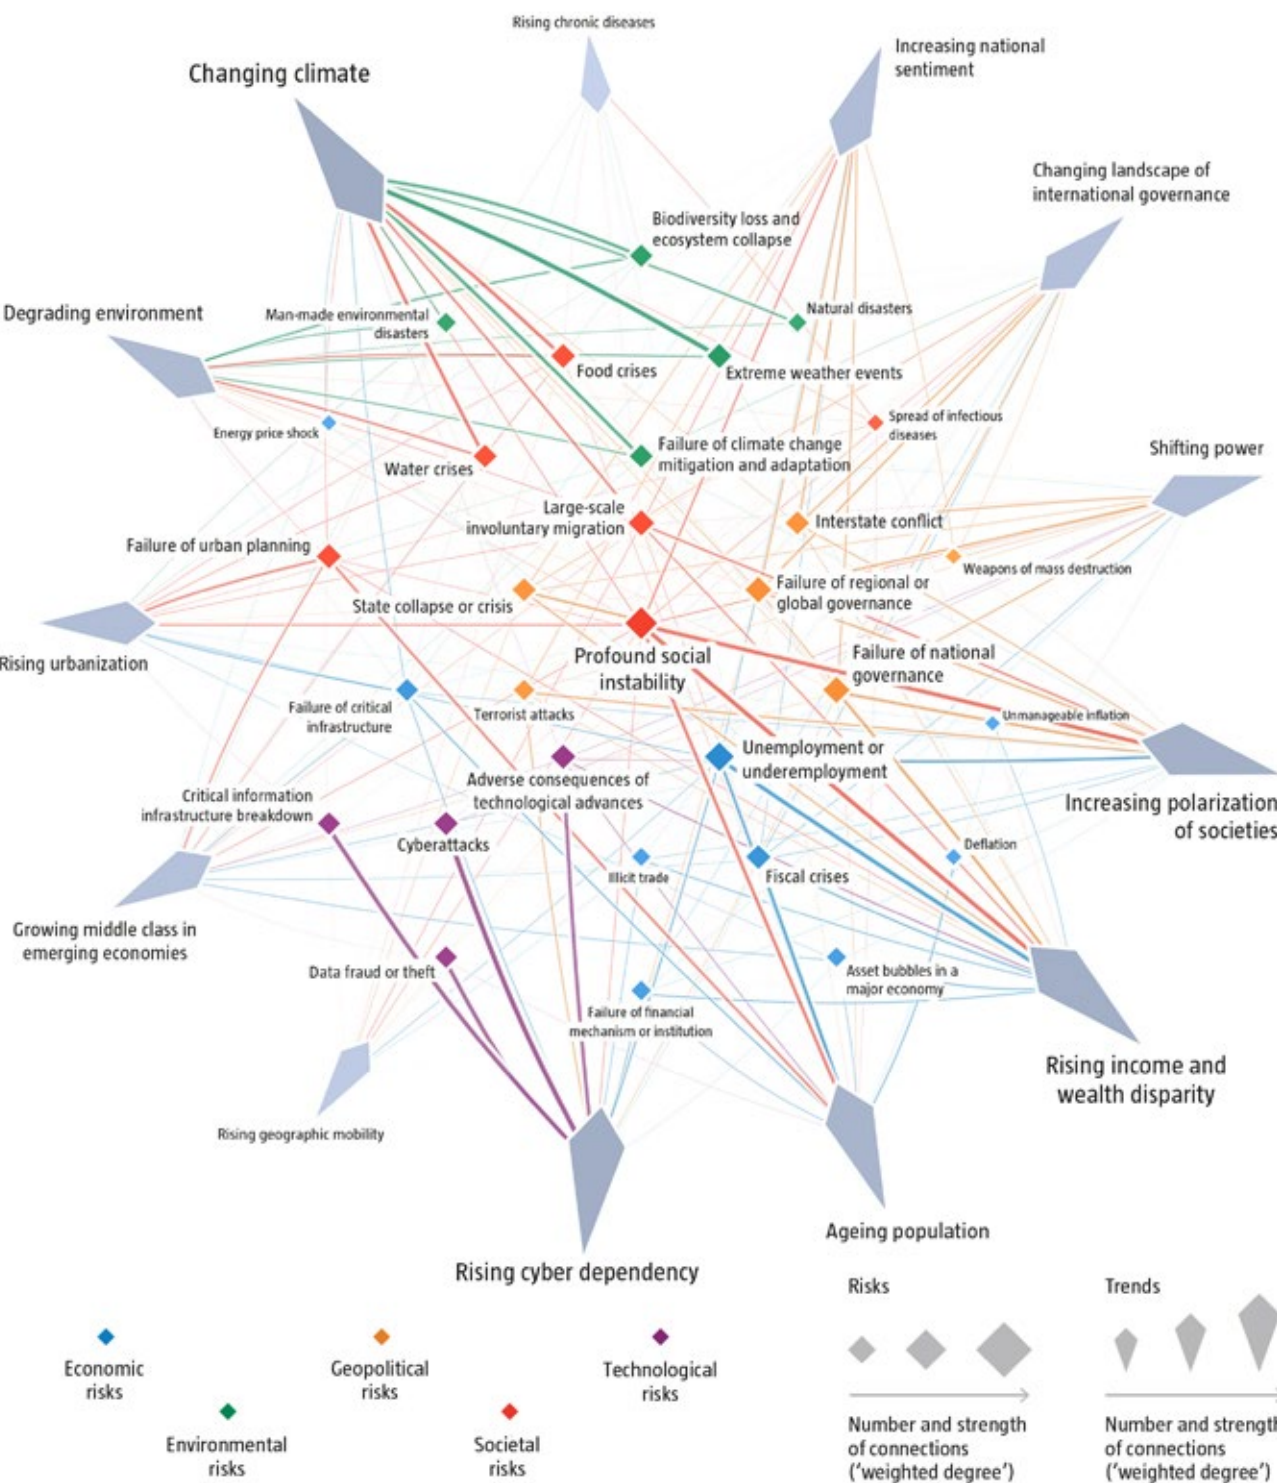 Rising chronic diseases
Changing climate
Increasing national
sentiment
Changing landscape of
international governance
Biodiversity loss and
ecosystem collapse
Degrading environment
Man-made environmental
disasters
Natural disasters
Food crises
Extreme weather events
Energy price shock
Spread of infectious
diseases
Water crises
Failure of climate change
mitigation and adaptation
Shifting power
Large-scale
involuntary migration
Interstate conflict
Failure of urban planning
Weapons of mass destruction
State collapse or crisis
Failure of regional or
global governance
Rising urbanization
Profound social
instability
Failure of national
governance
Failure of critical
infrastructure
Terrorist attacks
Unmanageable inflation
Unemployment or
underemployment
Adverse consequences of
technological advances
Increasing polarization
of societies
Critical information
infrastructure breakdown
Cyberattacks
Deflation
Illicit trade
Fiscal crises
Growing middle class in
emerging economies
Data fraud or theft
Asset bubbles in a
major economy
Failure of financial
mechanism or institution
Rising income and
wealth disparity
Rising geographic mobility
Ageing population
Rising cyber dependency
Risks
Trends
Economic
risks
Geopolitical
risks
Technological
risks
Environmental
risks
Societal
risks
Number and strength
of connections
('weighted degree')
Number and strength
of connections
('weighted degree')